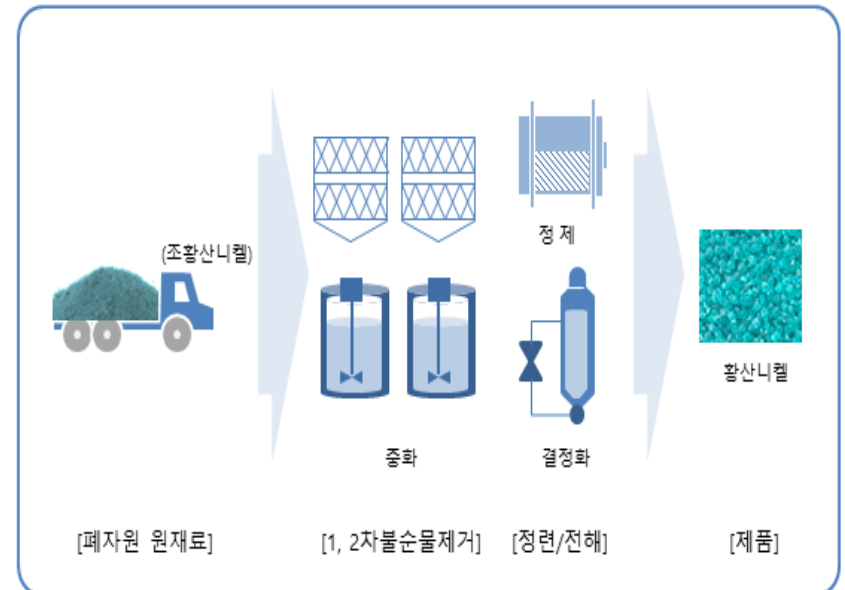 (조황산니켈)
정 제
황산니켈
중화
결정화
[폐자원 원재료]
[1, 2차불순물제거]
[정련/전해]
[제품]